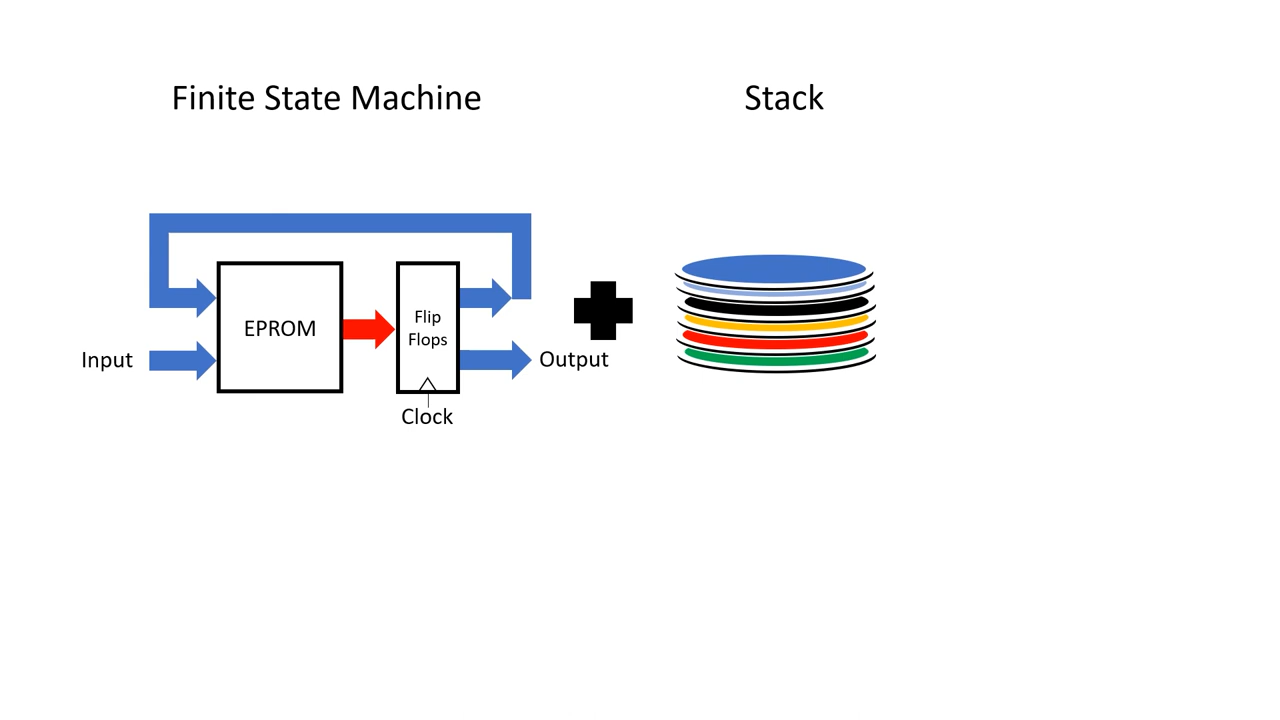 Finite State Machine
Stack
EPROM
Flip
Flops
Input
Output
Clock